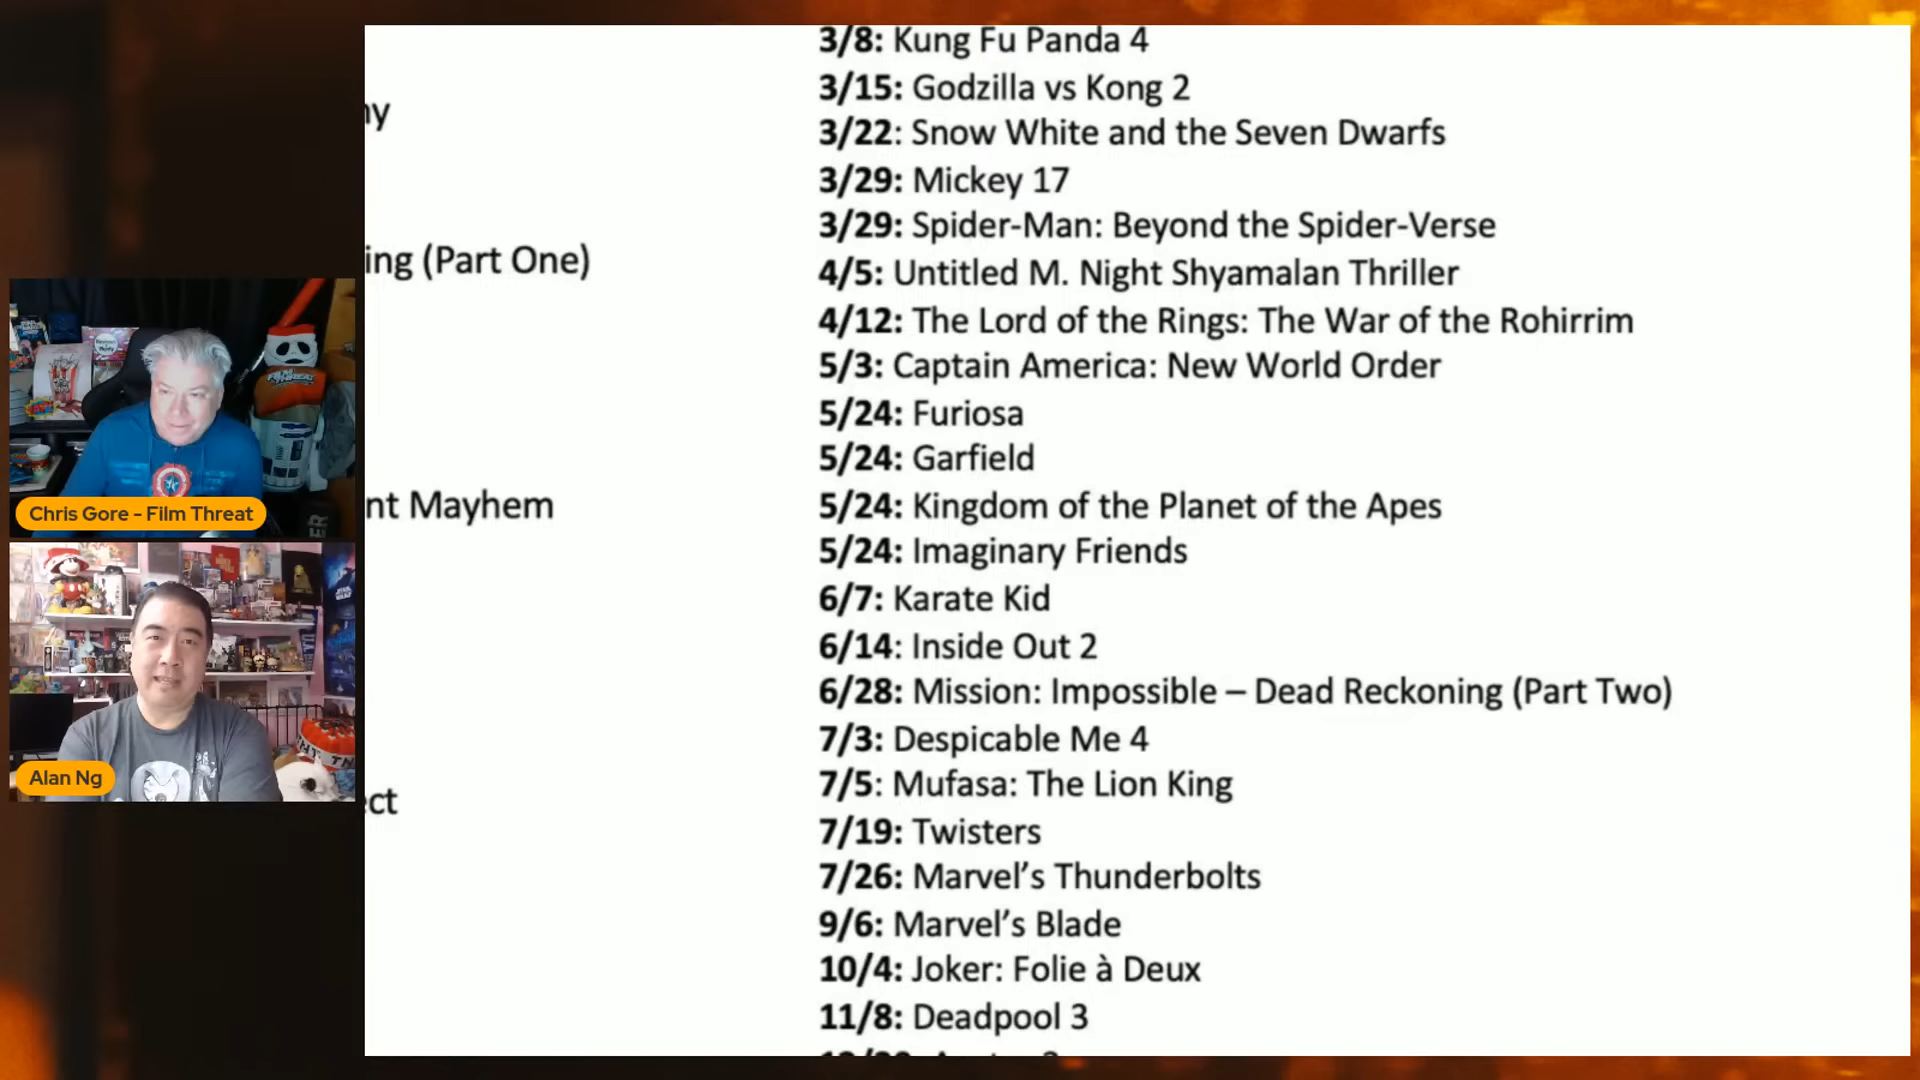 3/8: Kung Fu Panda 4
3/15: Godzilla vs Kong 2
3/22: Snow White and the Seven Dwarfs
3/29: Mickey 17
3/29: Spider-Man: Beyond the Spider-Verse
ing (Part One)
4/5: Untitled M. Night Shyamalan Thriller
4/12: The Lord of the Rings: The War of the Rohirrim
5/3: Captain America: New World Order
5/24: Furiosa
5/24: Garfield
nt Mayhem
5/24: Kingdom of the Planet of the Apes
5/24: Imaginary Friends
6/7: Karate Kid
6/14: Inside Out 2
6/28: Mission: Impossible – Dead Reckoning (Part Two)
7/3: Despicable Me 4
7/5: Mufasa: The Lion King
ect
7/19: Twisters
7/26: Marvel's Thunderbolts
9/6: Marvel's Blade
10/4: Joker: Folie à Deux
11/8: Deadpool 3
FILM THREAT
Chris Gore - Film Threat
Alan Ng